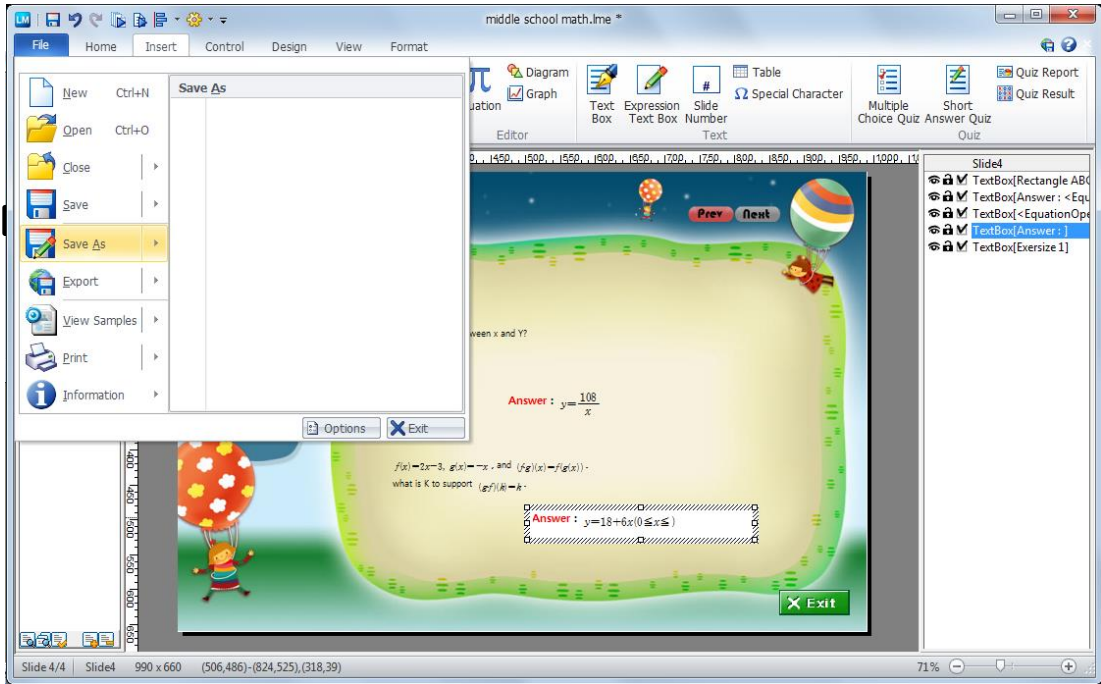 LM
middle school math.lme *
File Home Insert Control Design View Format
New Ctrl+N
Open Ctrl+O
Close
Save
Save As
Export
View Samples
Print
Information
Save As
Options Exit
uation
Diagram
Graph
Editor
Text Box
Expression Text Box
Slide Number
Table
Special Character
Text
Multiple Choice Quiz
Short Answer Quiz
Quiz Report
Quiz Result
Quiz
Slide4
TextBox[Rectangle ABC
TextBox[Answer : <Equ
TextBox[<EquationOpe
TextBox[Answer : ]
TextBox[Exersize 1]
Prev Next
ween x and Y?
Answer : y=108/x
f(x)=2x−3, g(x)=−x , and (f·g)(x)=f(g(x)) .
what is K to support (g·f)(k)=k .
Answer : y=18+6x(0≦x≦ )
Exit
Slide 4/4 Slide4 990 x 660 (506,486)-(824,525),(318,39) 71%